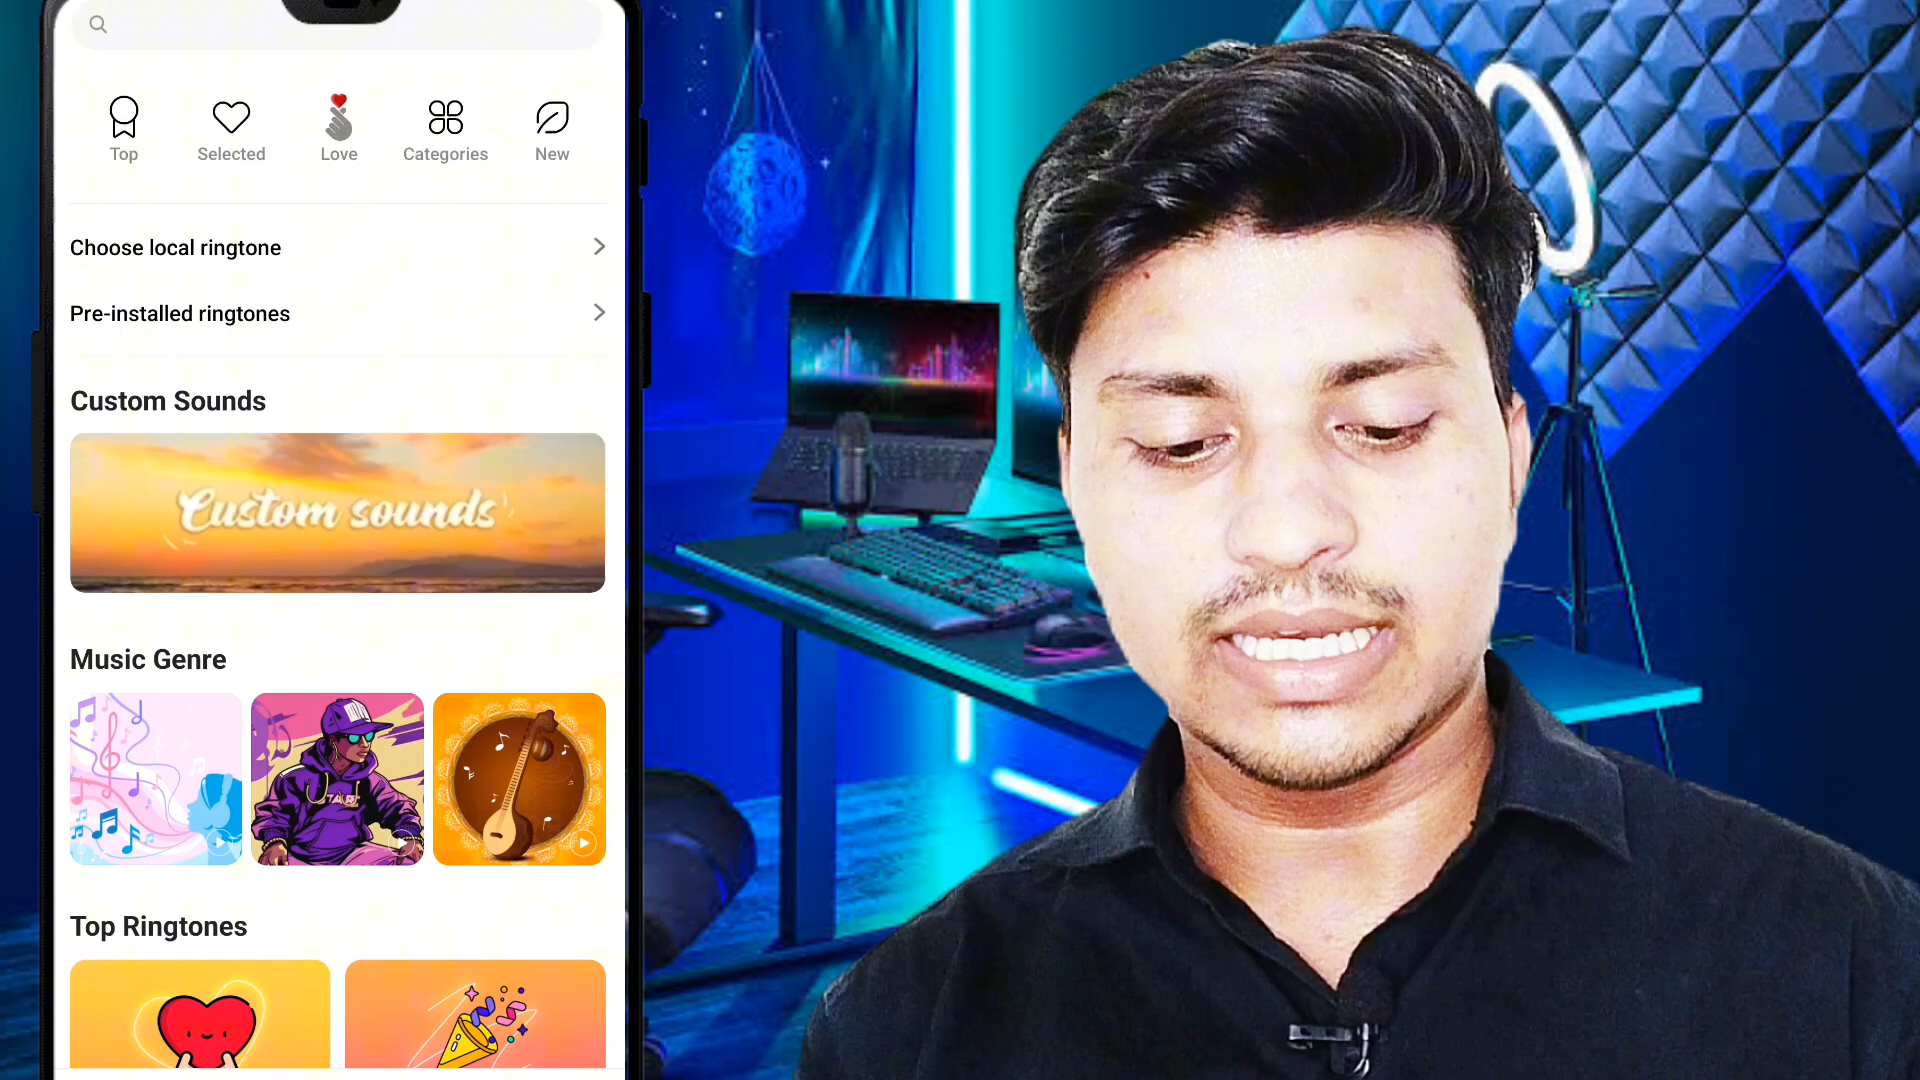 Top
Selected
Love
Categories
New
Choose local ringtone
Pre-installed ringtones
Custom Sounds
Custom sounds
Music Genre
START
Top Ringtones